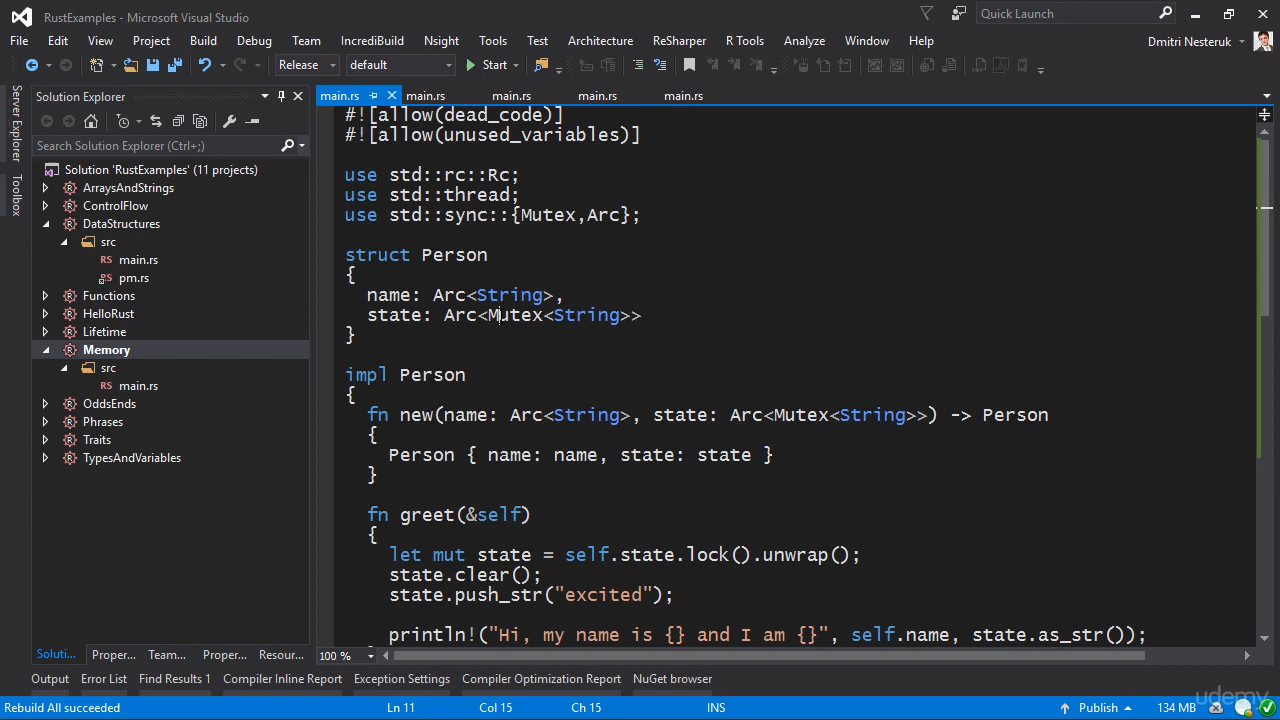 RustExamples - Microsoft Visual Studio
Quick Launch
File Edit View Project Build Debug Team IncrediBuild Nsight Tools Test Architecture ReSharper R Tools Analyze Window Help Dmitri Nesteruk
Release default Start
Server Explorer
Toolbox
Solution Explorer
Search Solution Explorer (Ctrl+;)
Solution 'RustExamples' (11 projects)
ArraysAndStrings
ControlFlow
DataStructures
src
main.rs
pm.rs
Functions
HelloRust
Lifetime
Memory
src
main.rs
OddsEnds
Phrases
Traits
TypesAndVariables
Soluti... Proper... Team... Proper... Resour...
main.rs main.rs main.rs main.rs main.rs
#![allow(dead_code)]
#![allow(unused_variables)]
use std::rc::Rc;
use std::thread;
use std::sync::{Mutex,Arc};
struct Person
{
name: Arc<String>,
state: Arc<Mutex<String>>
}
impl Person
{
fn new(name: Arc<String>, state: Arc<Mutex<String>>) -> Person
{
Person { name: name, state: state }
}
fn greet(&self)
{
let mut state = self.state.lock().unwrap();
state.clear();
state.push_str("excited");
println!("Hi, my name is {} and I am {}", self.name, state.as_str());
100 %
Output Error List Find Results 1 Compiler Inline Report Exception Settings Compiler Optimization Report NuGet browser
Rebuild All succeeded Ln 11 Col 15 Ch 15 INS Publish 134 MB
udemy